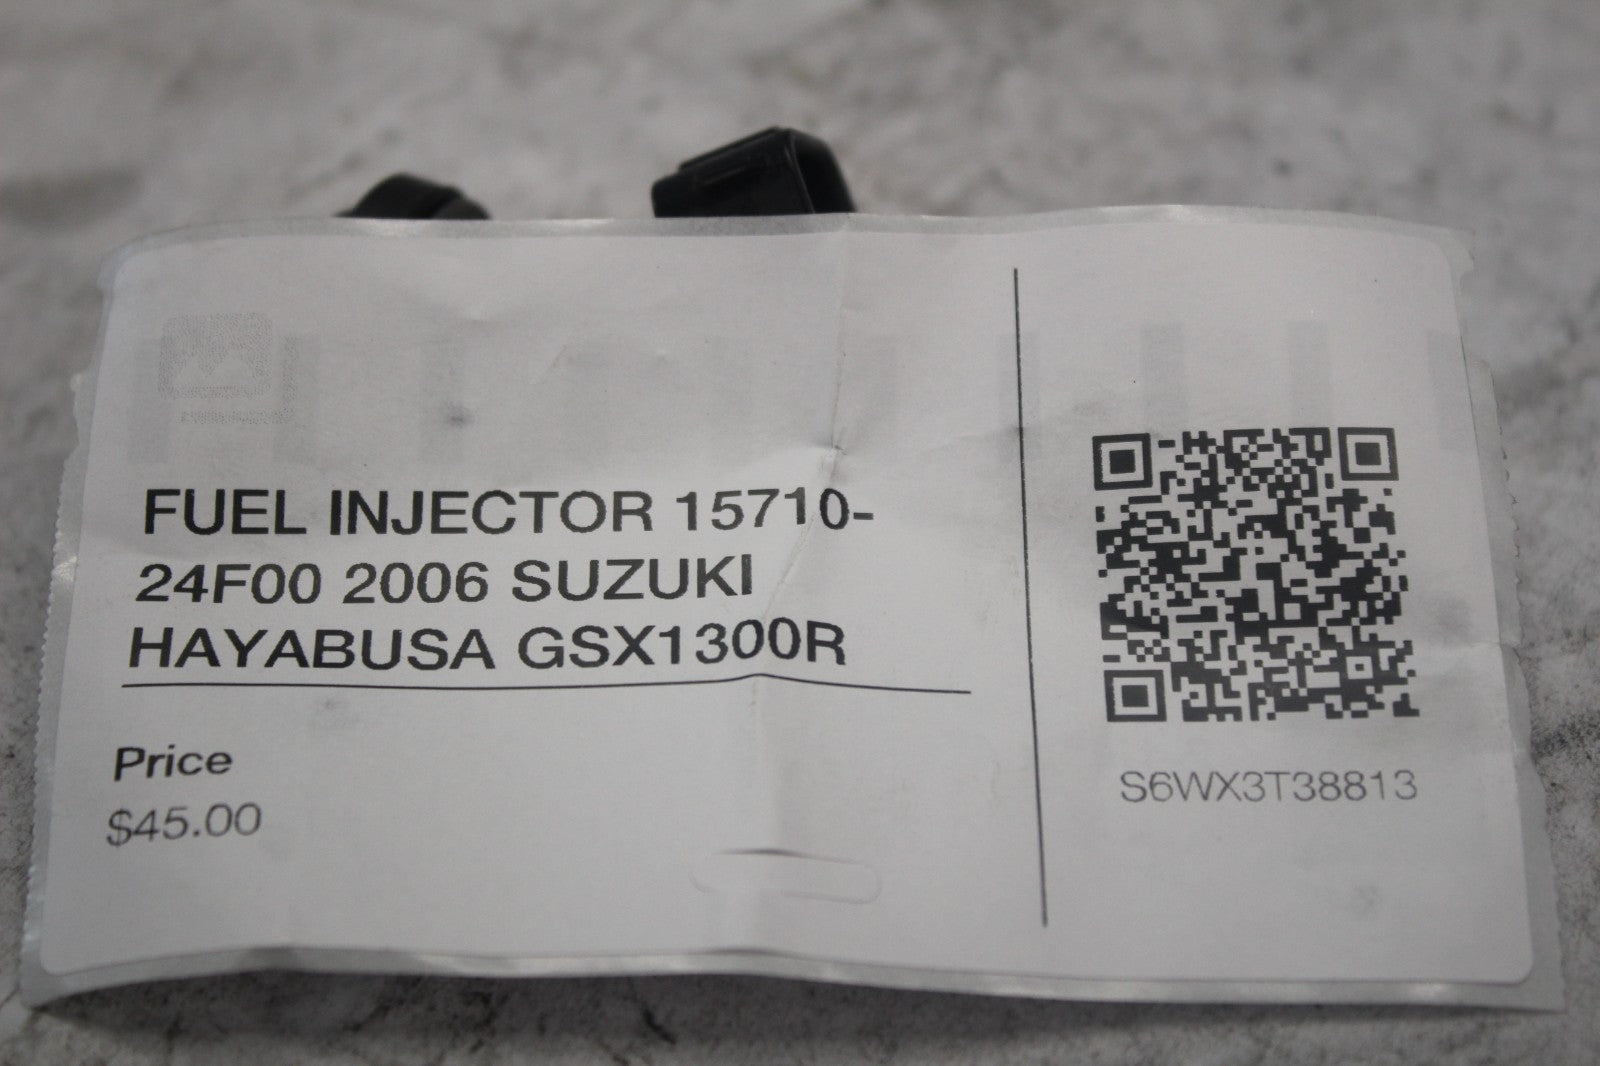 FUEL INJECTOR 15710-
24F00 2006 SUZUKI
HAYABUSA GSX1300R
Price
$45.00
S6WX3T38813